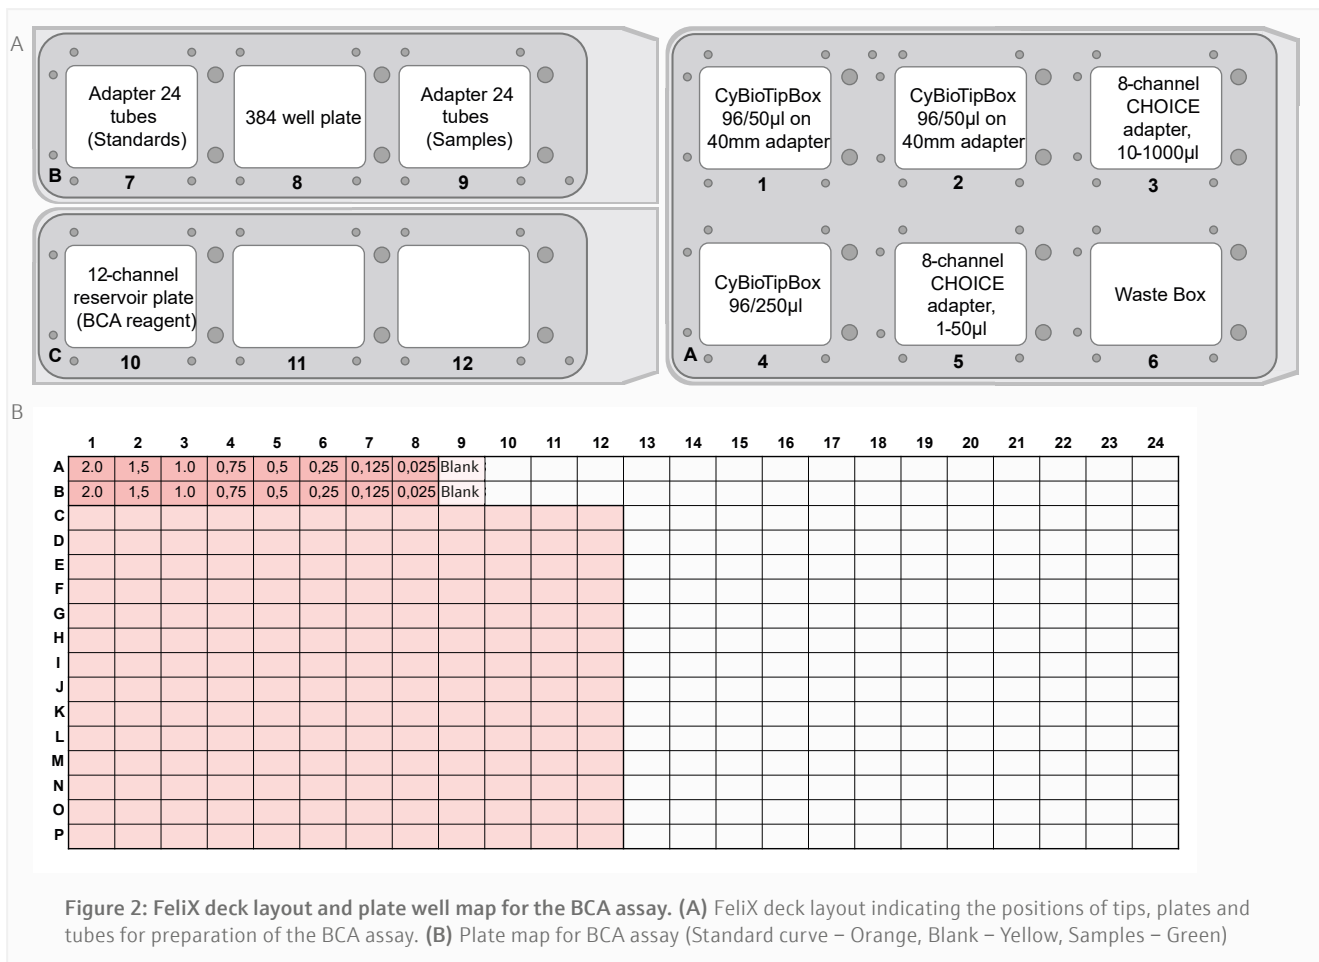 A
Adapter 24
tubes
(Standards)
384 well plate
Adapter 24
tubes
(Samples)
B
7
8
9
12-channel
reservoir plate
(BCA reagent)
C
10
11
12
CyBioTipBox
96/50µl on
40mm adapter
CyBioTipBox
96/50µl on
40mm adapter
8-channel
CHOICE
adapter,
10-1000µl
1
2
3
CyBioTipBox
96/250µl
8-channel
CHOICE
adapter,
1-50µl
Waste Box
A
4
5
6
B
1 2 3 4 5 6 7 8 9 10 11 12 13 14 15 16 17 18 19 20 21 22 23 24
A 2.0 1,5 1.0 0,75 0,5 0,25 0,125 0,025 Blank
B 2.0 1,5 1.0 0,75 0,5 0,25 0,125 0,025 Blank
C
D
E
F
G
H
I
J
K
L
M
N
O
P
Figure 2: FeliX deck layout and plate well map for the BCA assay. (A) FeliX deck layout indicating the positions of tips, plates and
tubes for preparation of the BCA assay. (B) Plate map for BCA assay (Standard curve – Orange, Blank – Yellow, Samples – Green)